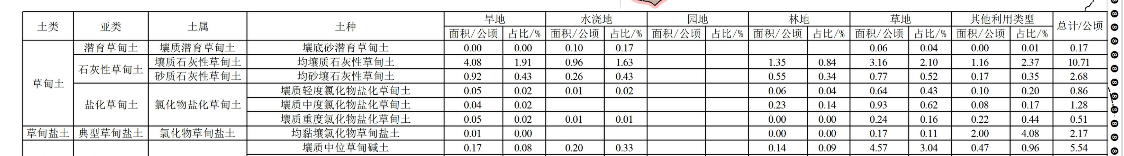 土类 亚类 土属 土种 旱地 水浇地 园地 林地 草地 其他利用类型 总计/公顷
面积/公顷 占比/% 面积/公顷 占比/% 面积/公顷 占比/% 面积/公顷 占比/% 面积/公顷 占比/% 面积/公顷 占比/%
草甸土 潜育草甸土 壤质潜育草甸土 壤底砂潜育草甸土 0.00 0.00 0.10 0.17 0.06 0.04 0.00 0.01 0.17
石灰性草甸土 壤质石灰性草甸土 均壤质石灰性草甸土 4.08 1.91 0.96 1.63 1.35 0.84 3.16 2.10 1.16 2.37 10.71
砂质石灰性草甸土 均砂壤石灰性草甸土 0.92 0.43 0.26 0.43 0.55 0.34 0.77 0.52 0.17 0.35 2.68
盐化草甸土 氯化物盐化草甸土 壤质轻度氯化物盐化草甸土 0.05 0.02 0.01 0.02 0.06 0.04 0.64 0.43 0.10 0.20 0.86
壤质中度氯化物盐化草甸土 0.04 0.02 0.23 0.14 0.93 0.62 0.08 0.17 1.28
壤质重度氯化物盐化草甸土 0.05 0.02 0.01 0.01 0.00 0.00 0.24 0.16 0.22 0.44 0.51
草甸盐土 典型草甸盐土 氯化物草甸盐土 均黏壤氯化物草甸盐土 0.01 0.00 0.00 0.00 0.17 0.11 2.00 4.08 2.17
壤质中位草甸碱土 0.17 0.08 0.20 0.33 0.14 0.09 4.57 3.04 0.47 0.96 5.54